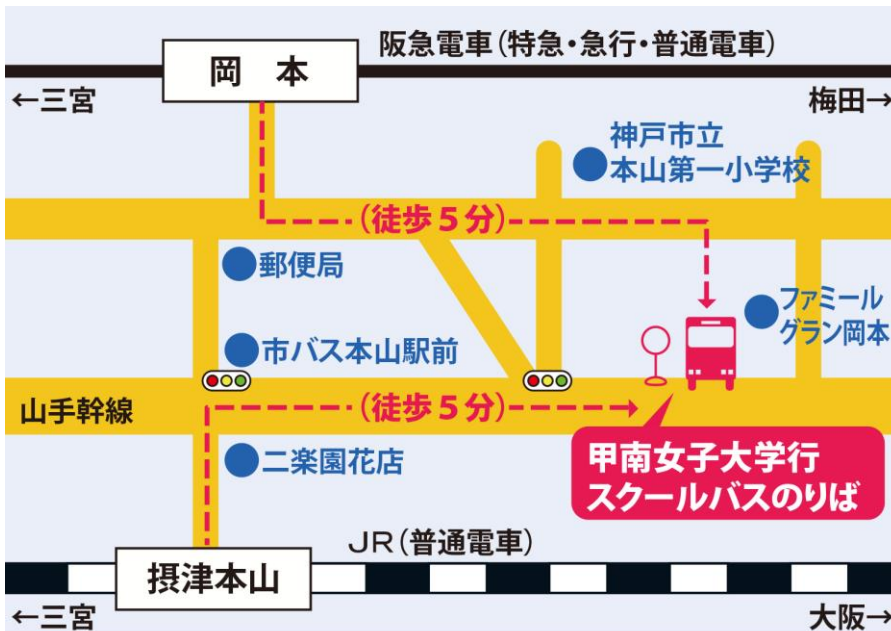 阪急電車(特急・急行・普通電車)
岡 本
←三宮
梅田→
神戸市立
本山第一小学校
(徒歩5分)
郵便局
ファミール
グラン岡本
市バス本山駅前
山手幹線
(徒歩5分)
二楽園花店
甲南女子大学行
スクールバスのりば
JR(普通電車)
摂津本山
←三宮
大阪→